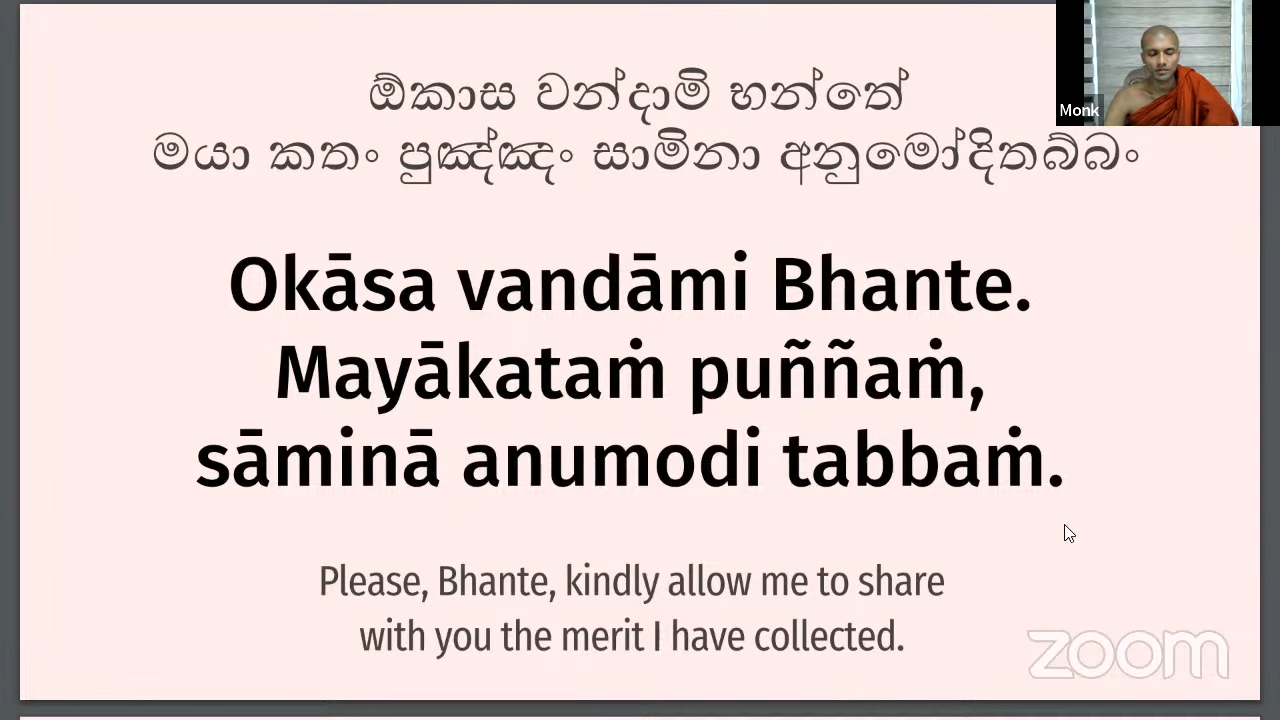 ඕකාස වන්දාමි භන්තේ
මයා කතං පුඤ්ඤං සාමිනා අනුමෝදිතබ්බං
Okāsa vandāmi Bhante.
Mayākataṁ puññaṁ,
sāminā anumodi tabbaṁ.
Please, Bhante, kindly allow me to share
with you the merit I have collected.
Monk
zoom